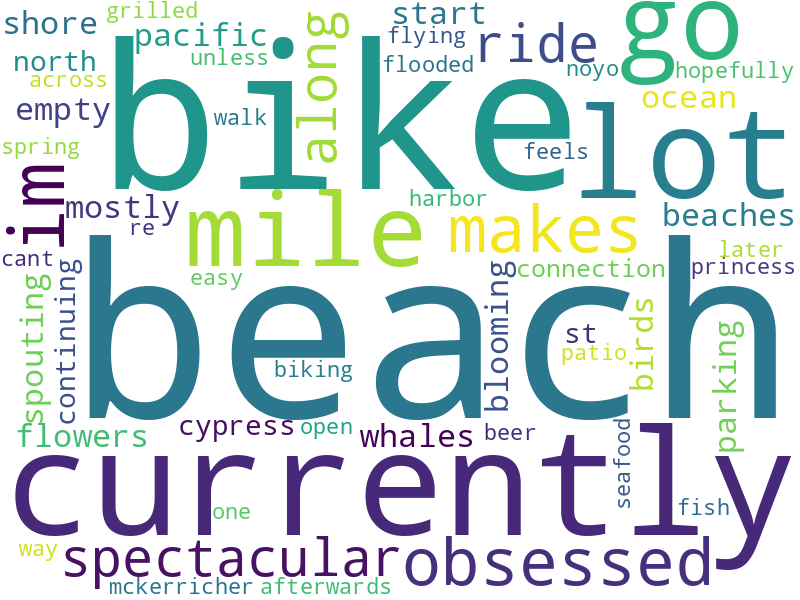 grilled
shore
pacific
start
go
flying
ride
north
unless
along
flooded
noyo
hopefully
across
bike
empty
walk
ocean
lot
spring
feels
im
mostly
harbor
beaches
re
mile
makes
later
cant
connection
princess
easy
spouting
continuing
beach
blooming
birds
st
patio
parking
biking
flowers
cypress
open
whales
beer
currently
seafood
one
fish
way
spectacular
obsessed
mckerricher
afterwards